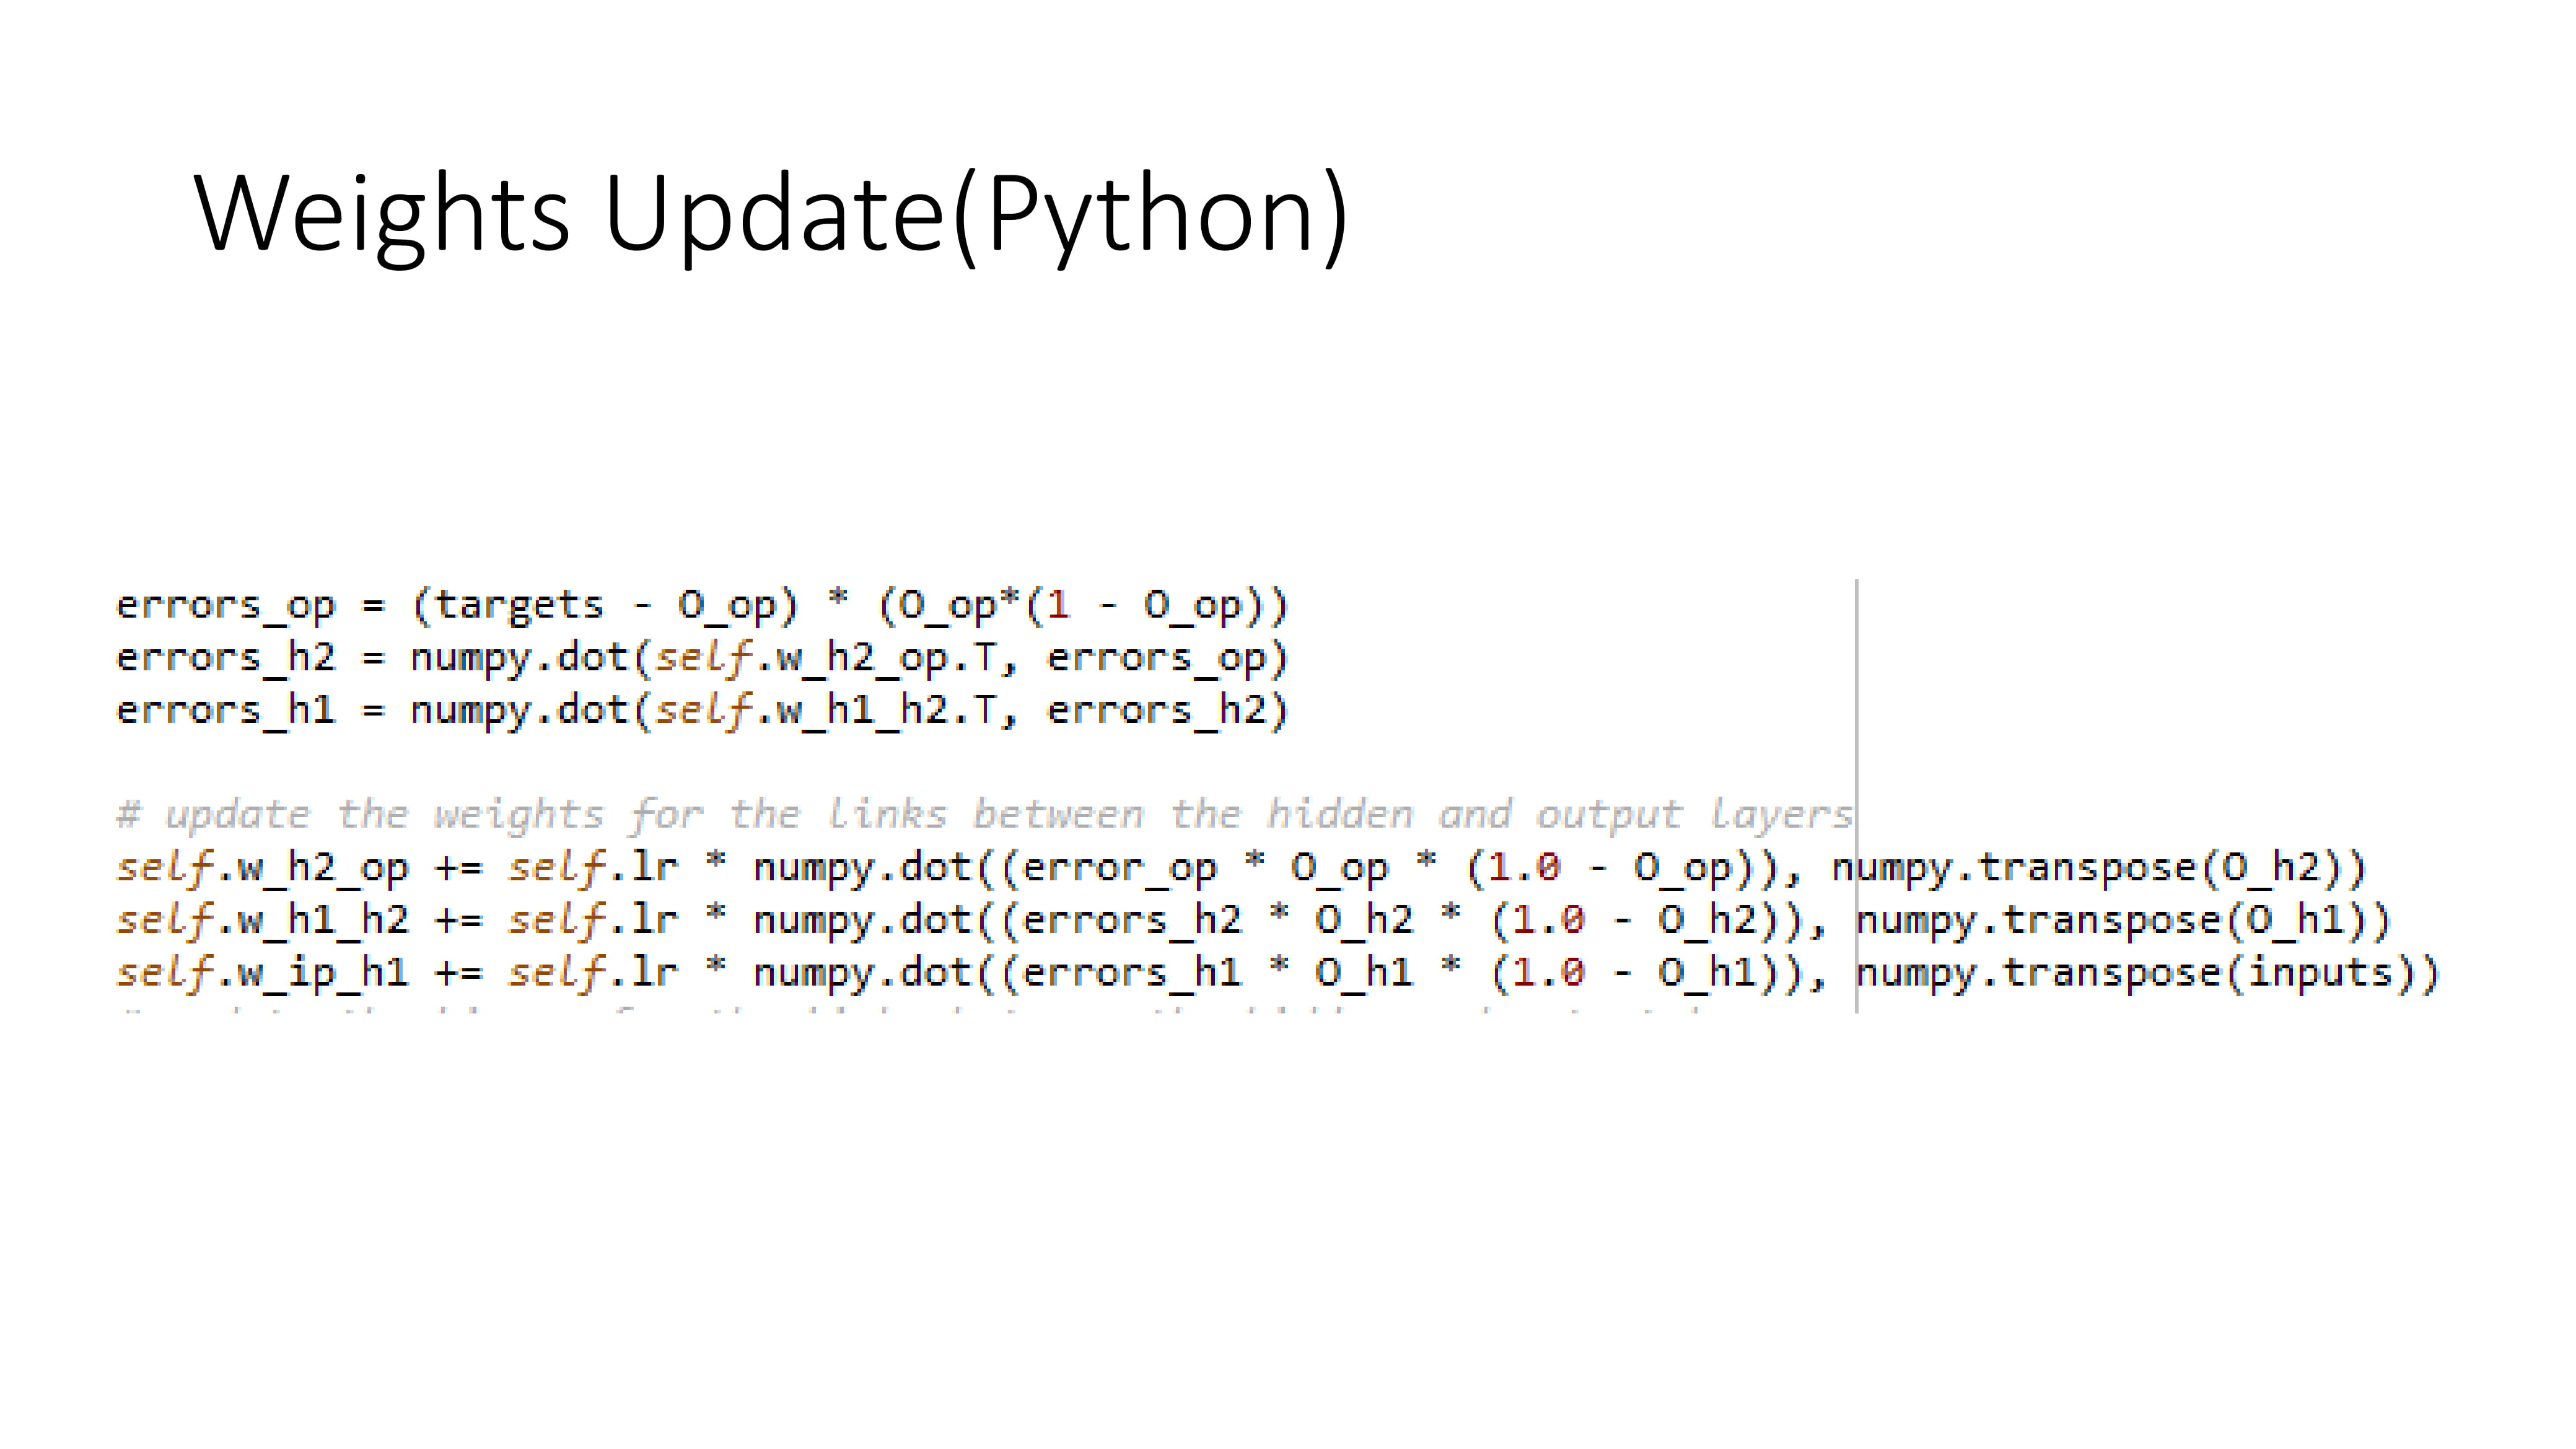 Weights Update(Python)
errors_op = (targets - O_op) * (O_op*(1 - O_op))
errors_h2 = numpy.dot(self.w_h2_op.T, errors_op)
errors_h1 = numpy.dot(self.w_h1_h2.T, errors_h2)
# update the weights for the links between the hidden and output layers
self.w_h2_op += self.lr * numpy.dot((error_op * O_op * (1.0 - O_op)), numpy.transpose(O_h2))
self.w_h1_h2 += self.lr * numpy.dot((errors_h2 * O_h2 * (1.0 - O_h2)), numpy.transpose(O_h1))
self.w_ip_h1 += self.lr * numpy.dot((errors_h1 * O_h1 * (1.0 - O_h1)), numpy.transpose(inputs))